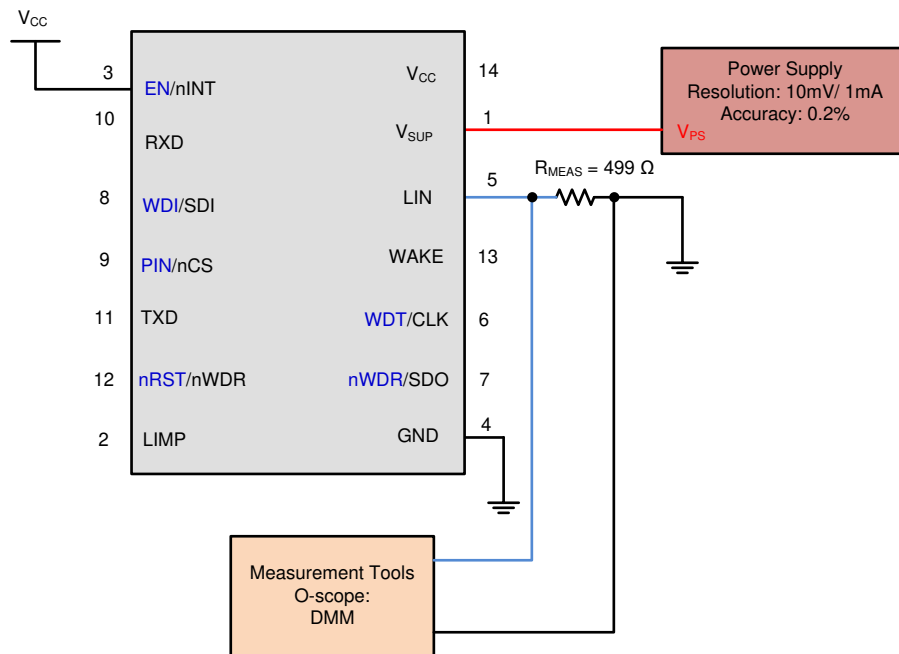 VCC
3
EN/nINT
10
RXD
8
WDI/SDI
9
PIN/nCS
11
TXD
12
nRST/nWDR
2
LIMP
VCC
14
VSUP
1
LIN
5
WAKE
13
WDT/CLK
6
nWDR/SDO
7
GND
4
Power Supply
Resolution: 10mV/ 1mA
Accuracy: 0.2%
VPS
RMEAS = 499 Ω
Measurement Tools
O-scope:
DMM